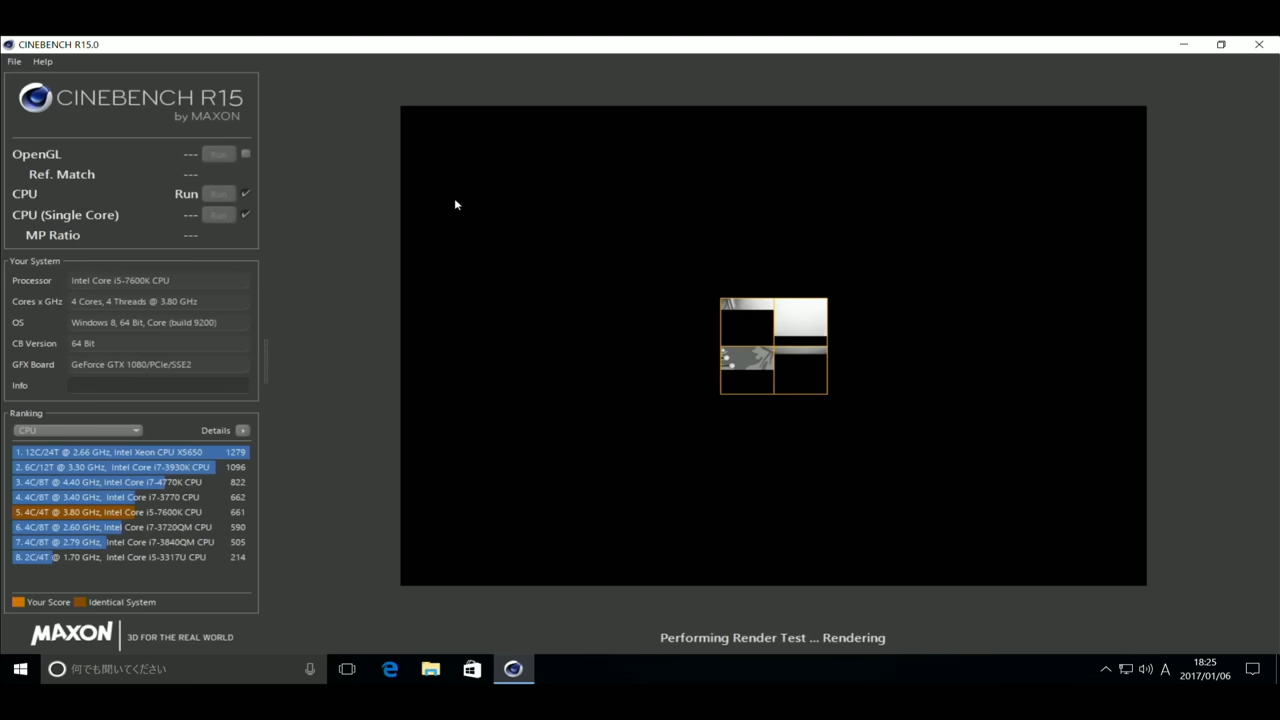 CINEBENCH R15.0
File Help
CINEBENCH R15
by MAXON
OpenGL --- Run
Ref. Match ---
CPU Run Run
CPU (Single Core) --- Run
MP Ratio ---
Your System
Processor Intel Core i5-7600K CPU
Cores x GHz 4 Cores, 4 Threads @ 3.80 GHz
OS Windows 8, 64 Bit, Core (build 9200)
CB Version 64 Bit
GFX Board GeForce GTX 1080/PCIe/SSE2
Info
Ranking
CPU Details
1. 12C/24T @ 2.66 GHz, Intel Xeon CPU X5650 1279
2. 6C/12T @ 3.30 GHz, Intel Core i7-3930K CPU 1096
3. 4C/8T @ 4.40 GHz, Intel Core i7-4770K CPU 822
4. 4C/8T @ 3.40 GHz, Intel Core i7-3770 CPU 662
5. 4C/4T @ 3.80 GHz, Intel Core i5-7600K CPU 661
6. 4C/8T @ 2.60 GHz, Intel Core i7-3720QM CPU 590
7. 4C/8T @ 2.79 GHz, Intel Core i7-3840QM CPU 505
8. 2C/4T @ 1.70 GHz, Intel Core i5-3317U CPU 214
Your Score Identical System
MAXON 3D FOR THE REAL WORLD
Performing Render Test ... Rendering
何でも聞いてください
A 18:25
2017/01/06